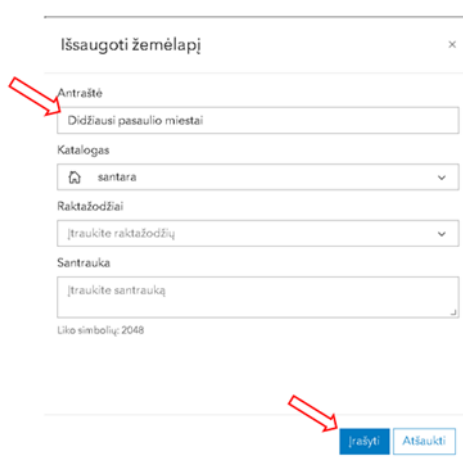 Išsaugoti žemėlapį
Antraštė
Didžiausi pasaulio miestai
Katalogas
santara
Raktažodžiai
Įtraukite raktažodžių
Santrauka
Įtraukite santrauką
Liko simbolių: 2048
Įrašyti Atšaukti